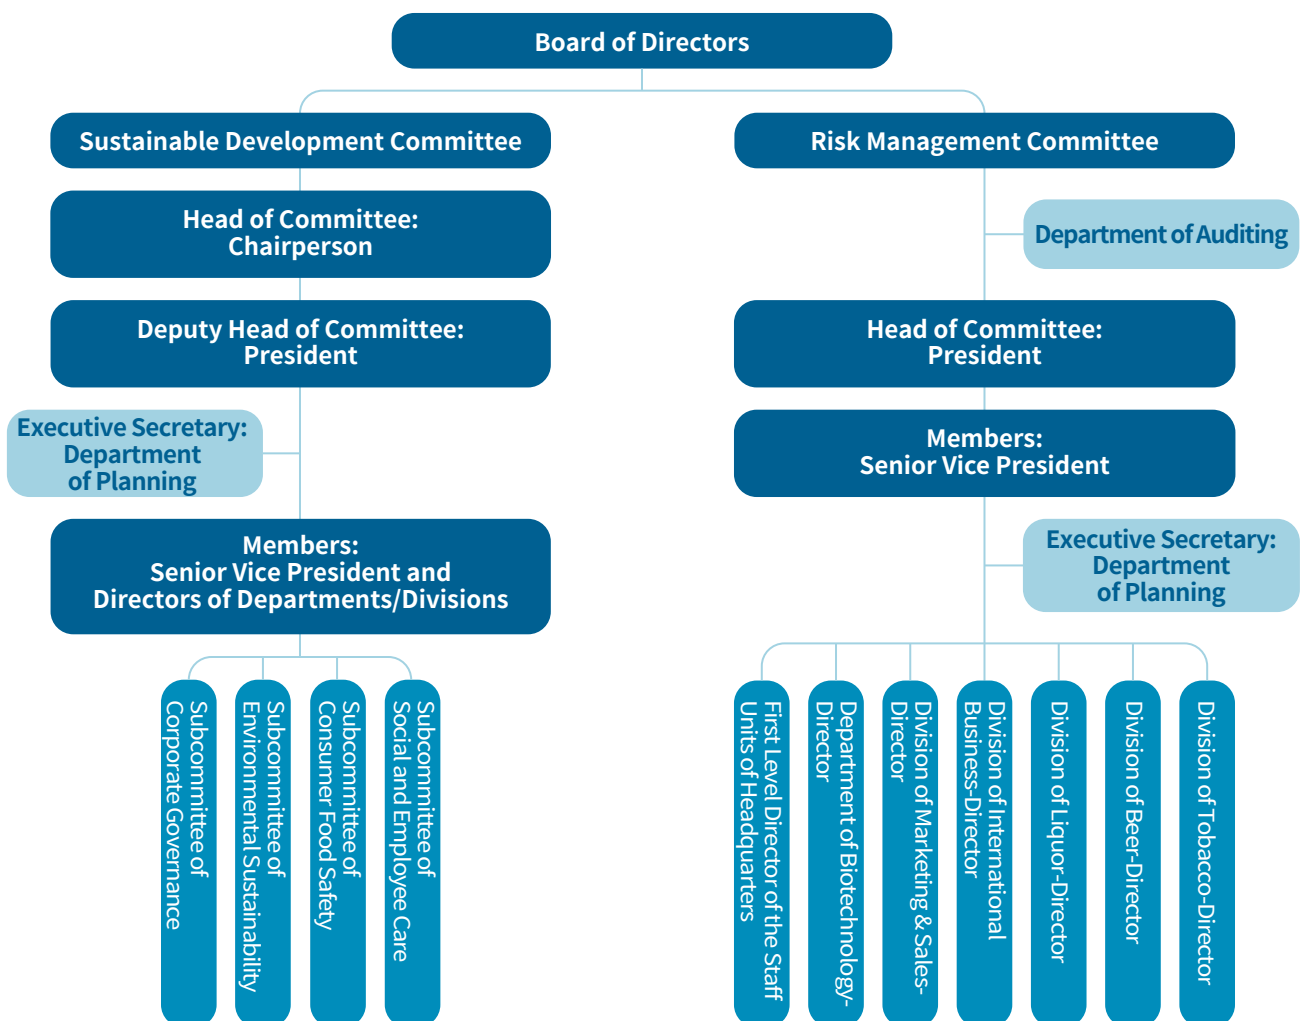 Board of Directors
Sustainable Development Committee
Head of Committee:
Chairperson
Deputy Head of Committee:
President
Executive Secretary:
Department
of Planning
Members:
Senior Vice President and
Directors of Departments/Divisions
Subcommittee of
Corporate Governance
Subcommittee of
Environmental Sustainability
Subcommittee of
Consumer Food Safety
Subcommittee of
Social and Employee Care
Risk Management Committee
Department of Auditing
Head of Committee:
President
Members:
Senior Vice President
Executive Secretary:
Department
of Planning
First Level Director of the Staff
Units of Headquarters
Department of Biotechnology-
Director
Division of Marketing & Sales-
Director
Division of International
Business-Director
Division of Liquor-Director
Division of Beer-Director
Division of Tobacco-Director